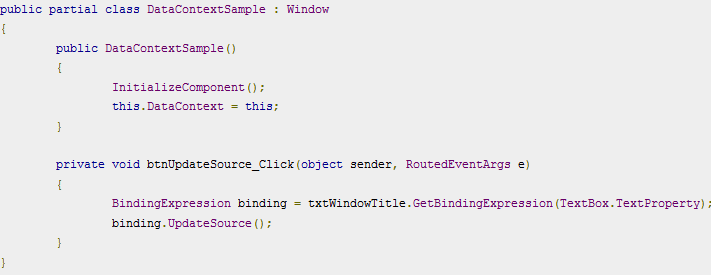 public partial class DataContextSample : Window
{
        public DataContextSample()
        {
                InitializeComponent();
                this.DataContext = this;
        }

        private void btnUpdateSource_Click(object sender, RoutedEventArgs e)
        {
                BindingExpression binding = txtWindowTitle.GetBindingExpression(TextBox.TextProperty);
                binding.UpdateSource();
        }
}